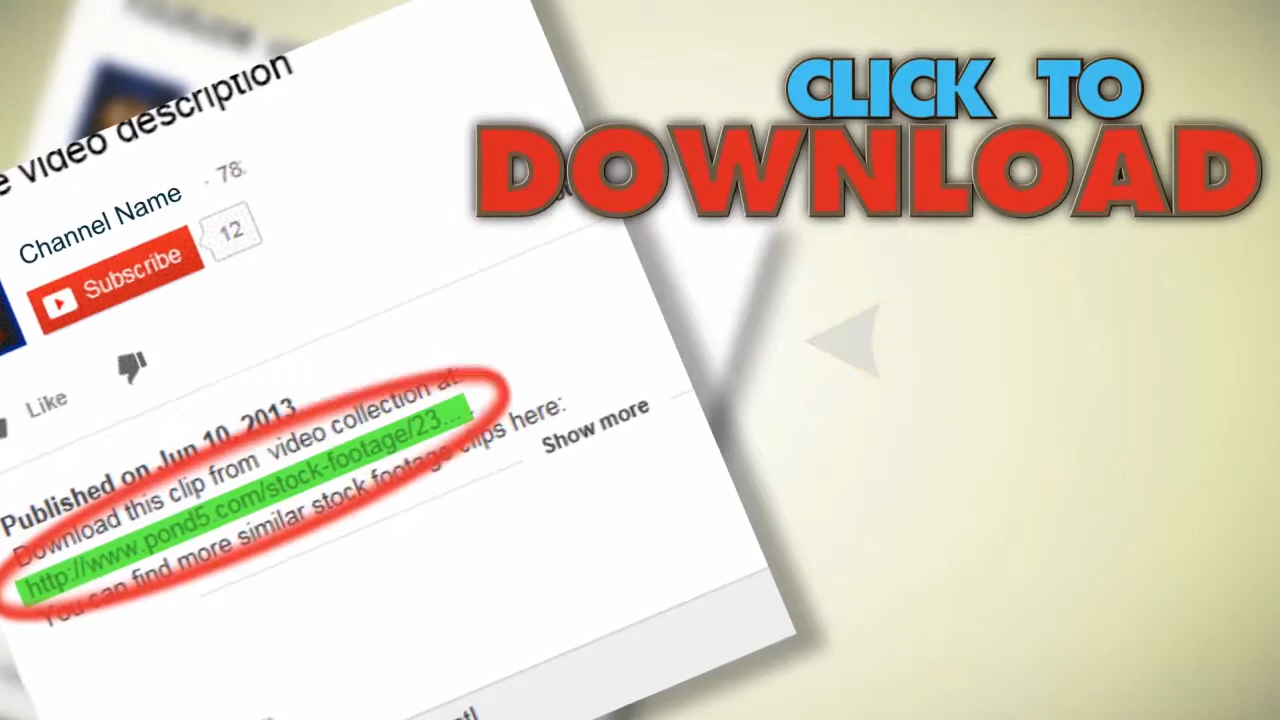 CLICK TO
DOWNLOAD
video description
Channel Name
78
Subscribe
12
Like
Published on Jun 10, 2013
Download this clip from video collection at:
http://www.pond5.com/stock-footage/23...
You can find more similar stock footage clips here:
Show more